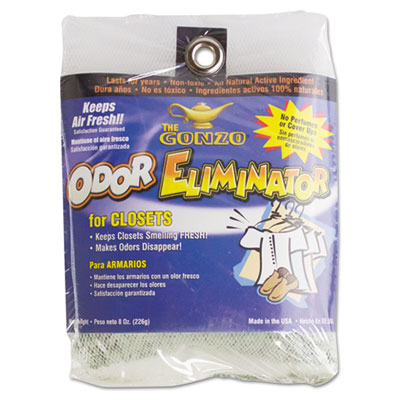 Lasts for years • Non-toxic • All Natural Active Ingredient
Dura años • No es tóxico • Ingredientes activos 100% naturales
Keeps
Air Fresh!!
Satisfaction Guaranteed
Mantiene el aire fresco
Satisfacción garantizada
THE
GONZO
No Perfumes
or Cover Ups
Sin perfumes
ODOR ELIMINATOR
for CLOSETS
• Keeps Closets Smelling FRESH!
• Makes Odors Disappear!
Para ARMARIOS
• Mantiene los armarios con un olor fresco
• Hace desaparecer los olores
• Satisfacción garantizada
Peso neto 8 Oz. (226g)
Made in the USA • Hecho